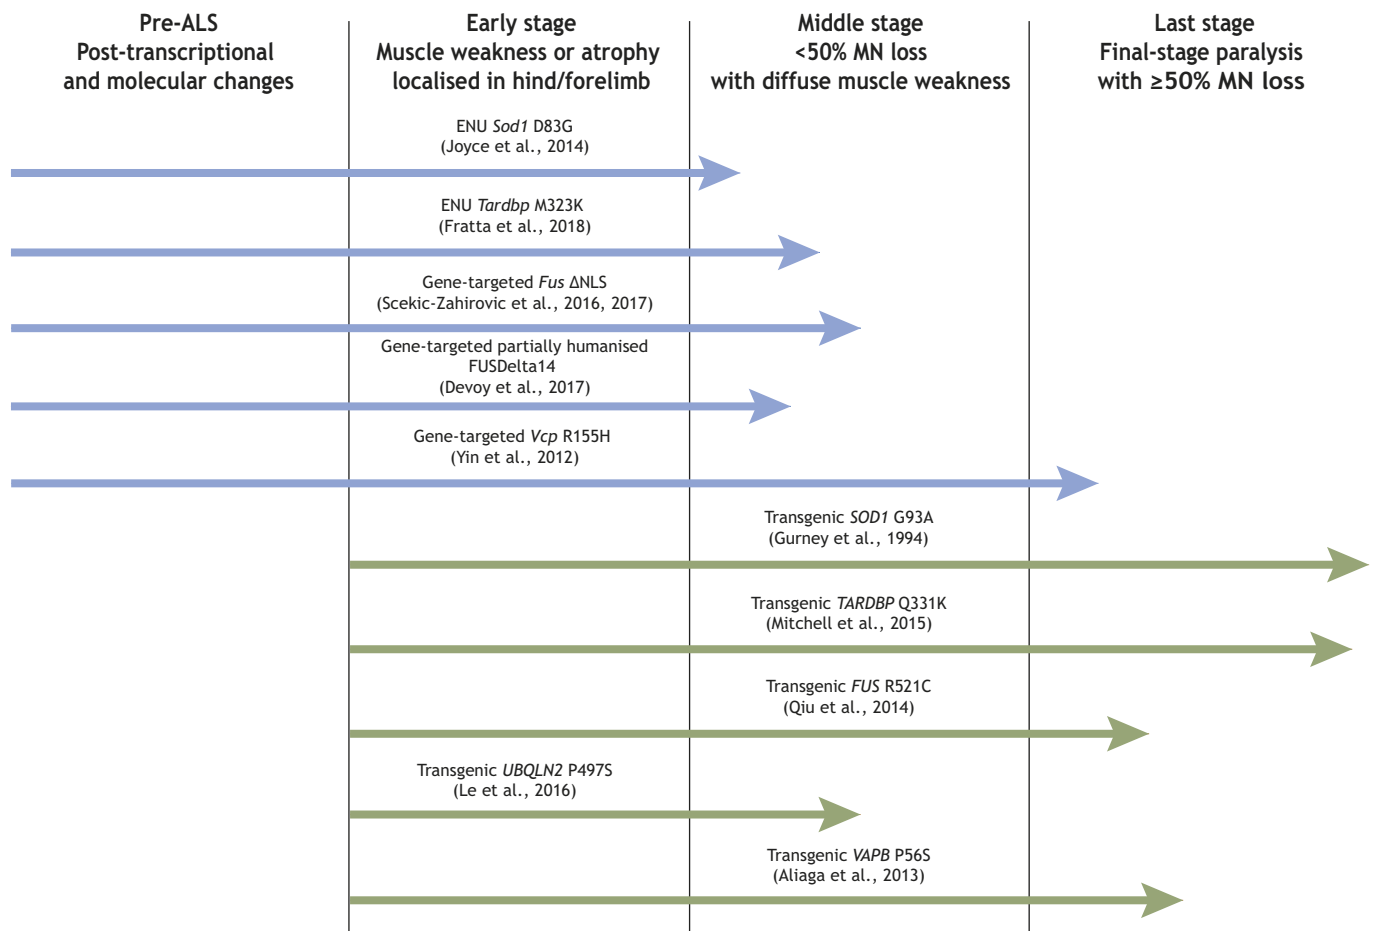 Pre-ALS
Post-transcriptional
and molecular changes
Early stage
Muscle weakness or atrophy
localised in hind/forelimb
Middle stage
<50% MN loss
with diffuse muscle weakness
Last stage
Final-stage paralysis
with ≥50% MN loss
ENU Sod1 D83G
(Joyce et al., 2014)
ENU Tardbp M323K
(Fratta et al., 2018)
Gene-targeted Fus ΔNLS
(Scekic-Zahirovic et al., 2016, 2017)
Gene-targeted partially humanised
FUSDelta14
(Devoy et al., 2017)
Gene-targeted Vcp R155H
(Yin et al., 2012)
Transgenic SOD1 G93A
(Gurney et al., 1994)
Transgenic TARDBP Q331K
(Mitchell et al., 2015)
Transgenic FUS R521C
(Qiu et al., 2014)
Transgenic UBQLN2 P497S
(Le et al., 2016)
Transgenic VAPB P56S
(Aliaga et al., 2013)